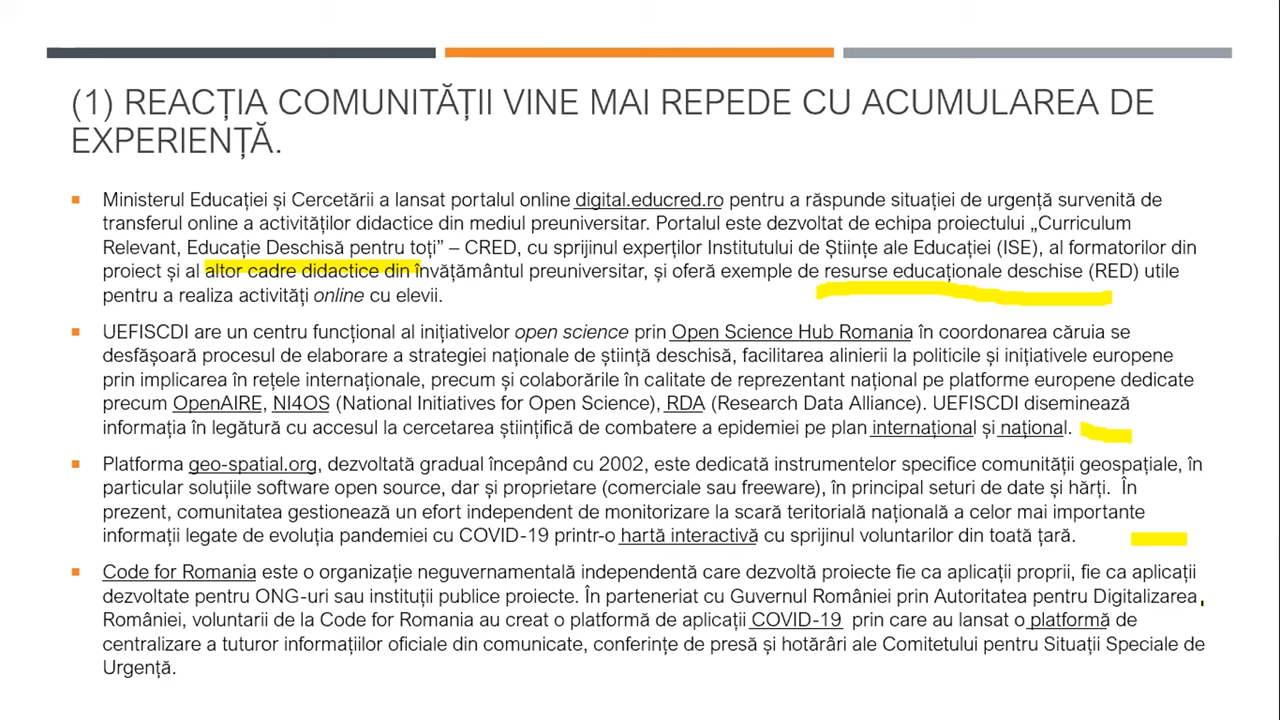 (1) REACȚIA COMUNITĂȚII VINE MAI REPEDE CU ACUMULAREA DE
EXPERIENȚĂ.
Ministerul Educației și Cercetării a lansat portalul online digital.educred.ro pentru a răspunde situației de urgență survenită de
transferul online a activităților didactice din mediul preuniversitar. Portalul este dezvoltat de echipa proiectului „Curriculum
Relevant, Educație Deschisă pentru toți” – CRED, cu sprijinul experților Institutului de Științe ale Educației (ISE), al formatorilor din
proiect și al altor cadre didactice din învățământul preuniversitar, și oferă exemple de resurse educaționale deschise (RED) utile
pentru a realiza activități online cu elevii.
UEFISCDI are un centru funcțional al inițiativelor open science prin Open Science Hub Romania în coordonarea căruia se
desfășoară procesul de elaborare a strategiei naționale de știință deschisă, facilitarea alinierii la politicile și inițiativele europene
prin implicarea în rețele internaționale, precum și colaborările în calitate de reprezentant național pe platforme europene dedicate
precum OpenAIRE, NI4OS (National Initiatives for Open Science), RDA (Research Data Alliance). UEFISCDI diseminează
informația în legătură cu accesul la cercetarea științifică de combatere a epidemiei pe plan internațional și național.
Platforma geo-spatial.org, dezvoltată gradual începând cu 2002, este dedicată instrumentelor specifice comunității geospațiale, în
particular soluțiile software open source, dar și proprietare (comerciale sau freeware), în principal seturi de date și hărți. În
prezent, comunitatea gestionează un efort independent de monitorizare la scară teritorială națională a celor mai importante
informații legate de evoluția pandemiei cu COVID-19 printr-o hartă interactivă cu sprijinul voluntarilor din toată țară.
Code for Romania este o organizație neguvernamentală independentă care dezvoltă proiecte fie ca aplicații proprii, fie ca aplicații
dezvoltate pentru ONG-uri sau instituții publice proiecte. În parteneriat cu Guvernul României prin Autoritatea pentru Digitalizarea
României, voluntarii de la Code for Romania au creat o platformă de aplicații COVID-19 prin care au lansat o platformă de
centralizare a tuturor informațiilor oficiale din comunicate, conferințe de presă și hotărâri ale Comitetului pentru Situații Speciale de
Urgență.